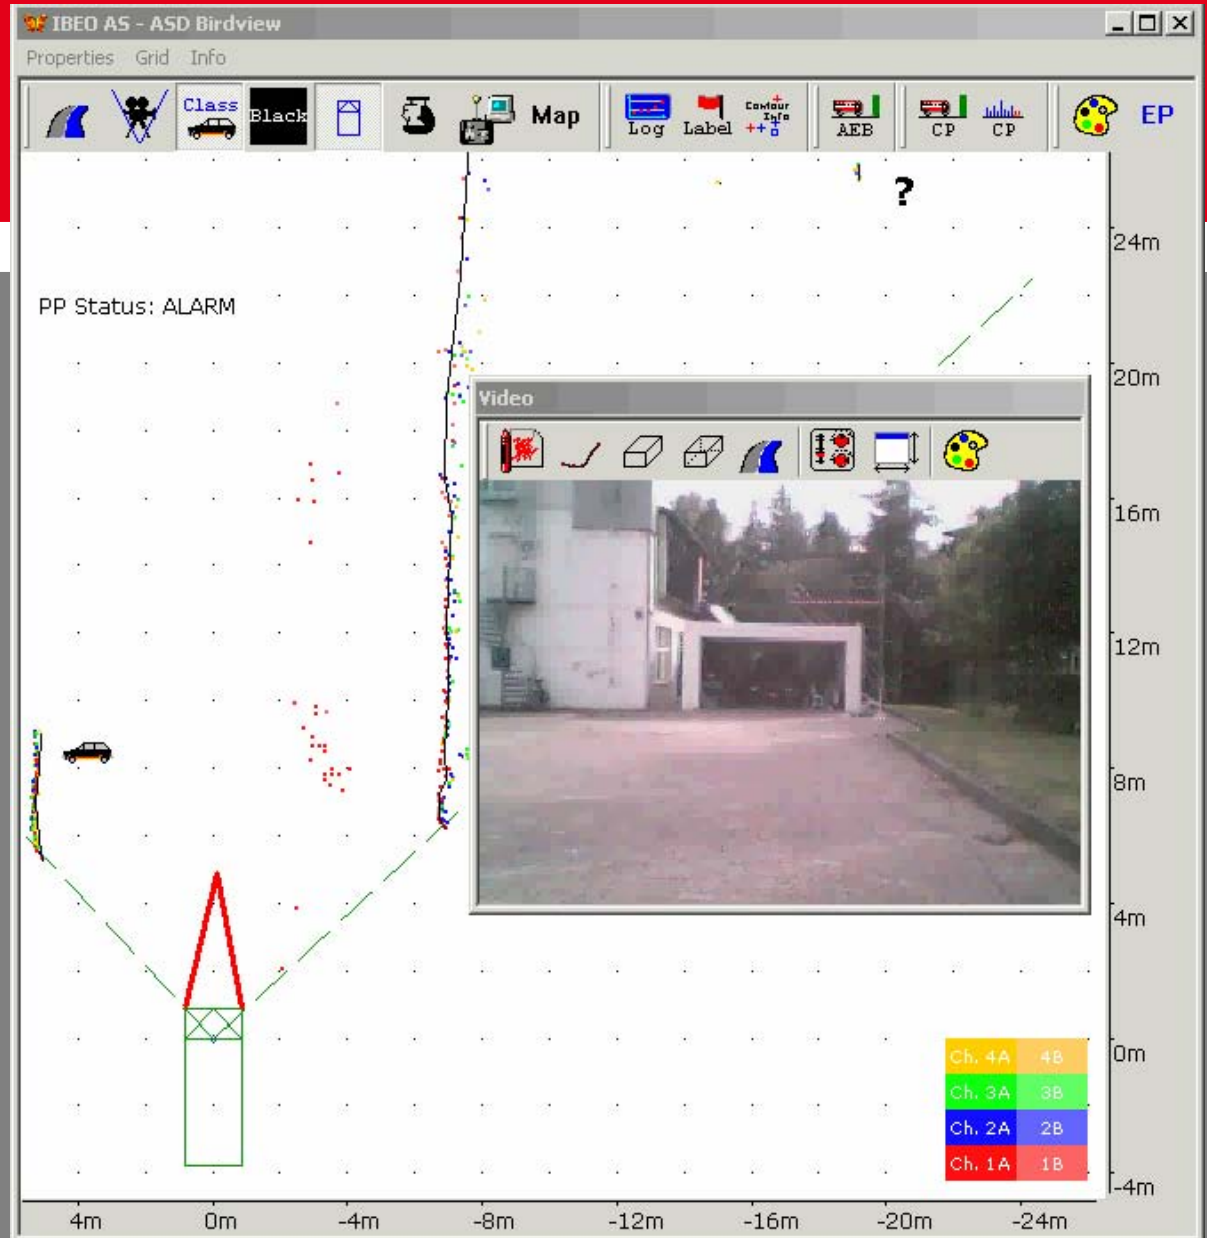 IBEO AS - ASD Birdview
Properties Grid Info
Class
Black
Map
Log
Label
Contour Info
AEB
CP
CP
EP
?
24m
PP Status: ALARM
20m
Video
16m
12m
8m
4m
0m
Ch. 4A 4B
Ch. 3A 3B
Ch. 2A 2B
Ch. 1A 1B
-4m
4m 0m -4m -8m -12m -16m -20m -24m